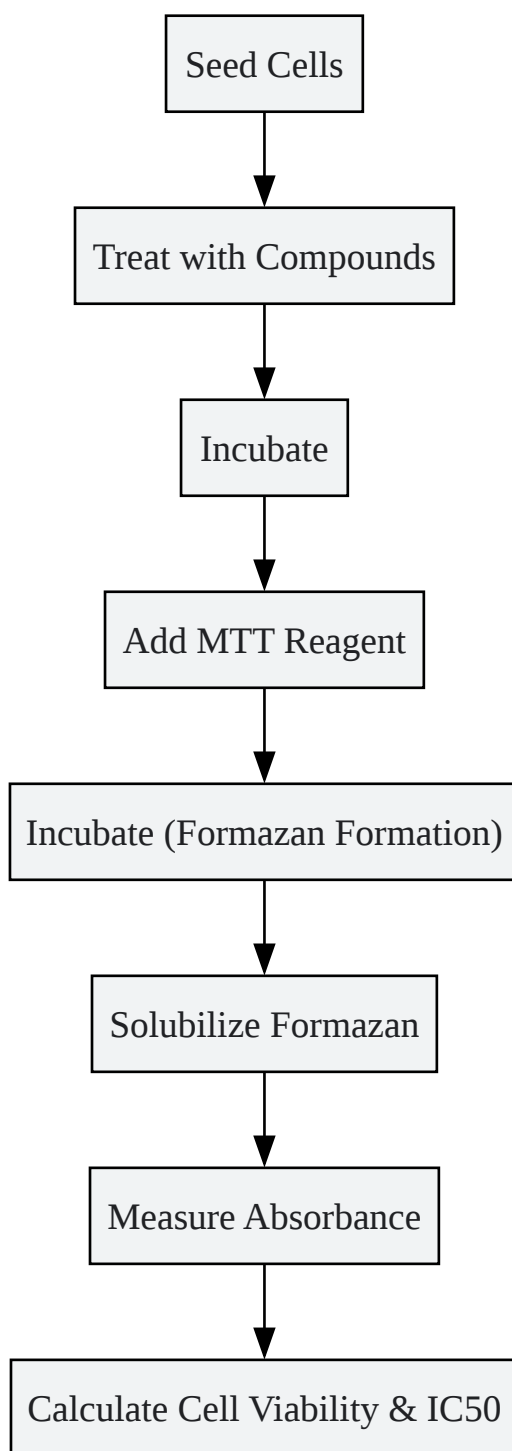 Seed Cells
Treat with Compounds
Incubate
Add MTT Reagent
Incubate (Formazan Formation)
Solubilize Formazan
Measure Absorbance
Calculate Cell Viability & IC50